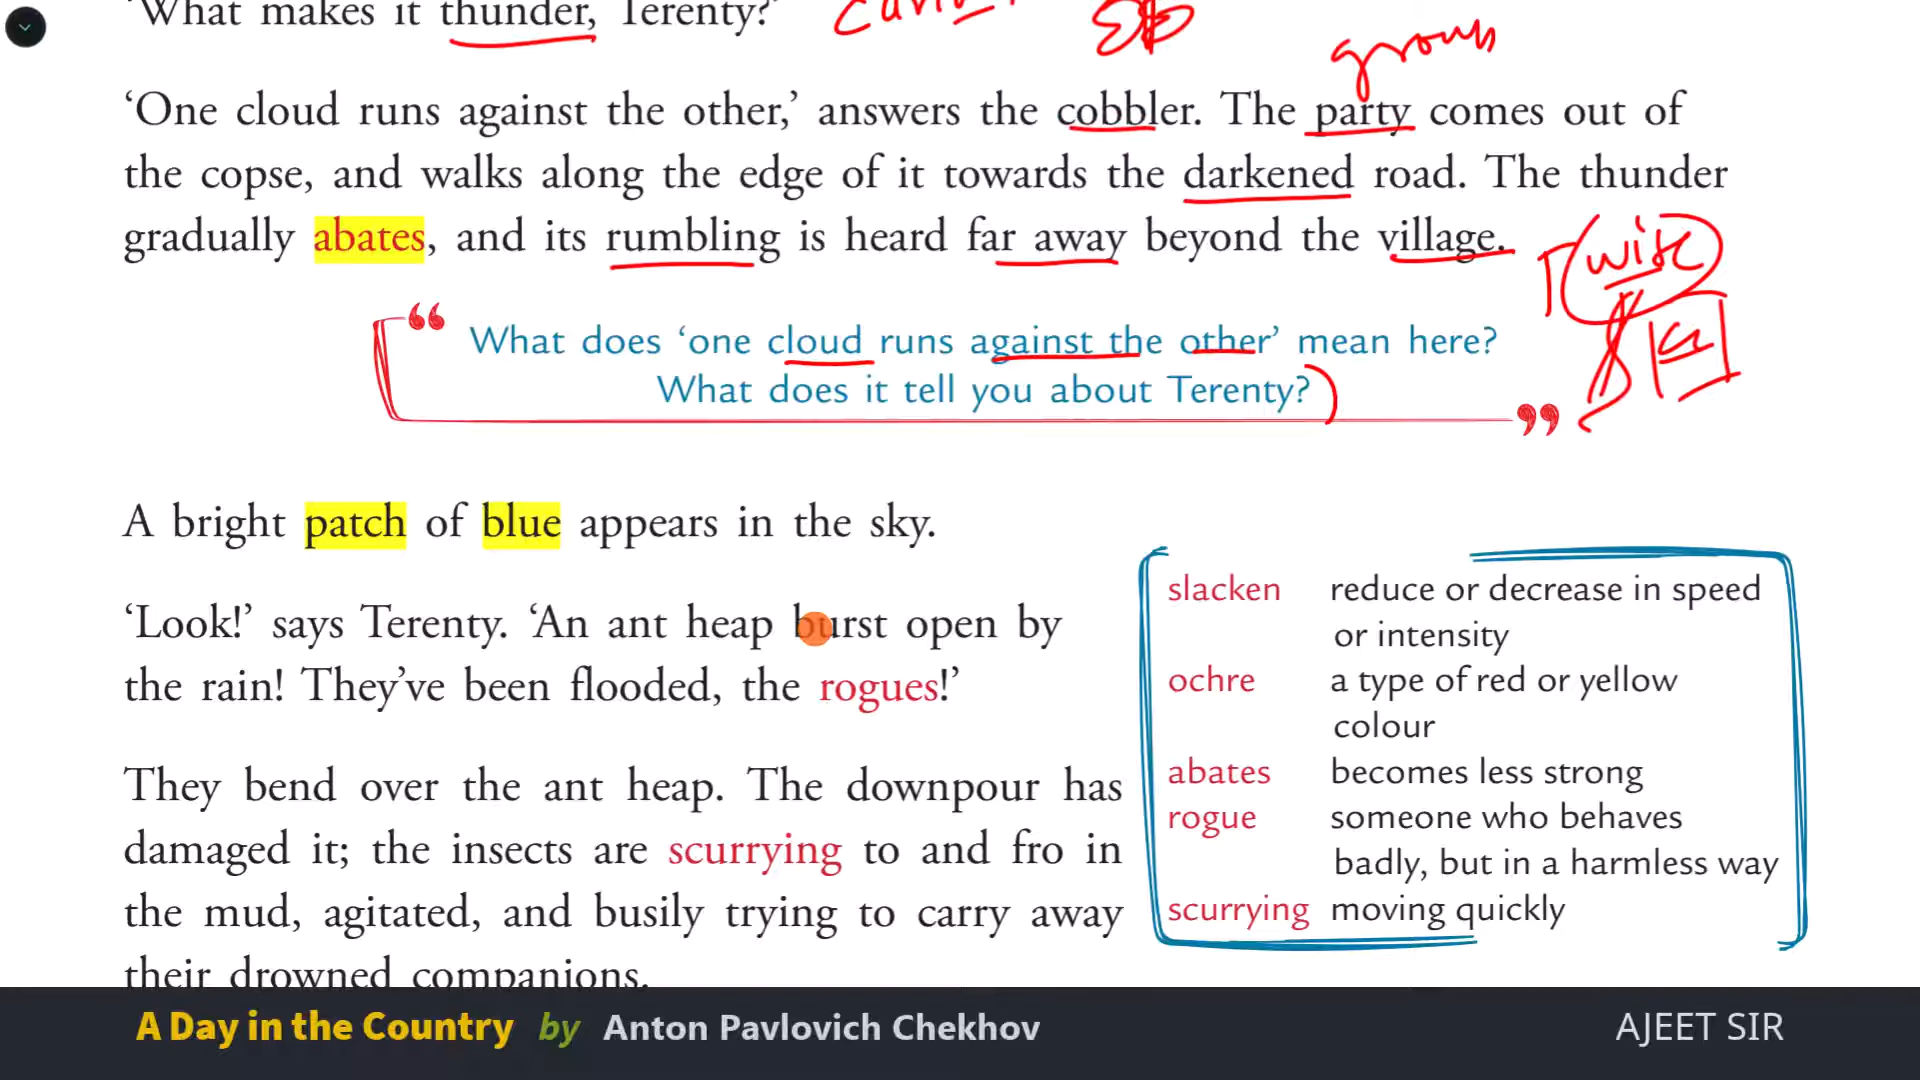 ‘What makes it thunder, Terenty?’
group
‘One cloud runs against the other,’ answers the cobbler. The party comes out of
the copse, and walks along the edge of it towards the darkened road. The thunder
gradually abates, and its rumbling is heard far away beyond the village.
wise
“What does ‘one cloud runs against the other’ mean here?
What does it tell you about Terenty?”
A bright patch of blue appears in the sky.
‘Look!’ says Terenty. ‘An ant heap burst open by
the rain! They’ve been flooded, the rogues!’
They bend over the ant heap. The downpour has
damaged it; the insects are scurrying to and fro in
the mud, agitated, and busily trying to carry away
their drowned companions.
slacken reduce or decrease in speed
or intensity
ochre a type of red or yellow
colour
abates becomes less strong
rogue someone who behaves
badly, but in a harmless way
scurrying moving quickly
A Day in the Country by Anton Pavlovich Chekhov
AJEET SIR